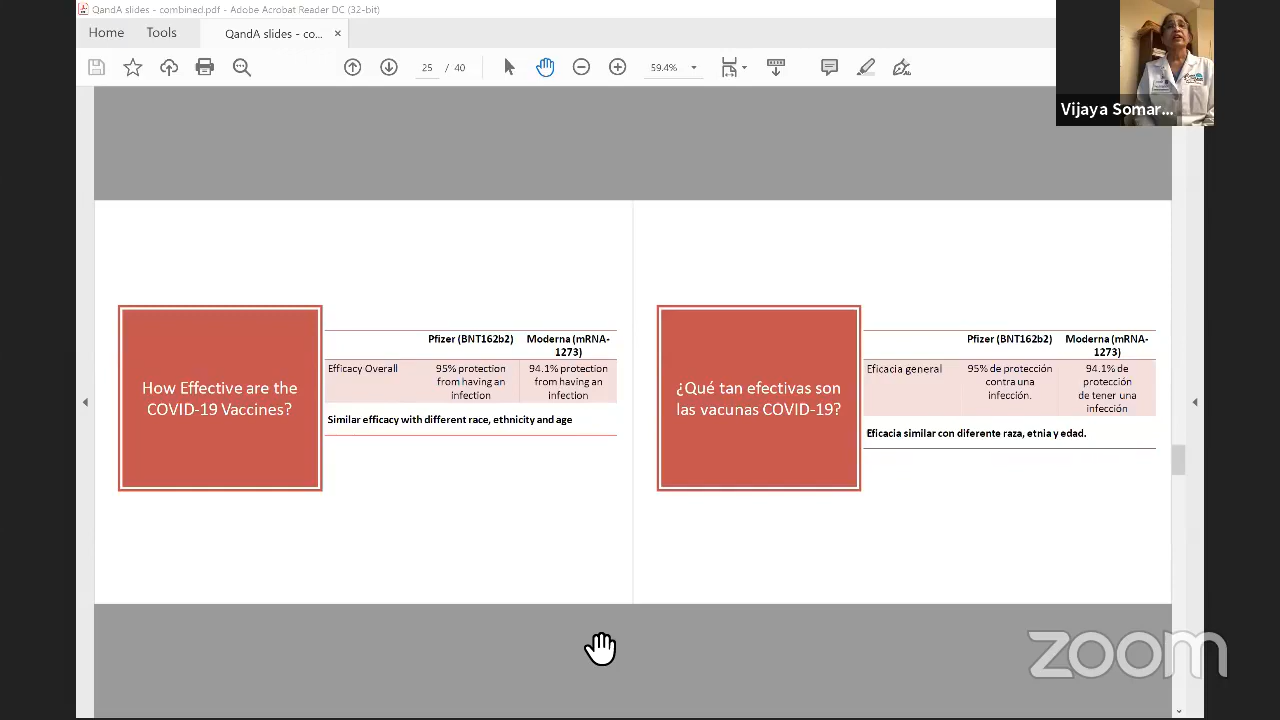 QandA slides - combined.pdf - Adobe Acrobat Reader DC (32-bit)
Home Tools QandA slides - co... ×
25 / 40 59.4%
Vijaya Somar...
How Effective are the
COVID-19 Vaccines?
Pfizer (BNT162b2) Moderna (mRNA-
1273)
Efficacy Overall 95% protection 94.1% protection
from having an from having an
infection infection
Similar efficacy with different race, ethnicity and age
¿Qué tan efectivas son
las vacunas COVID-19?
Pfizer (BNT162b2) Moderna (mRNA-
1273)
Eficacia general 95% de protección 94.1% de
contra una protección
infección. de tener una
infección
Eficacia similar con diferente raza, etnia y edad.
zoom